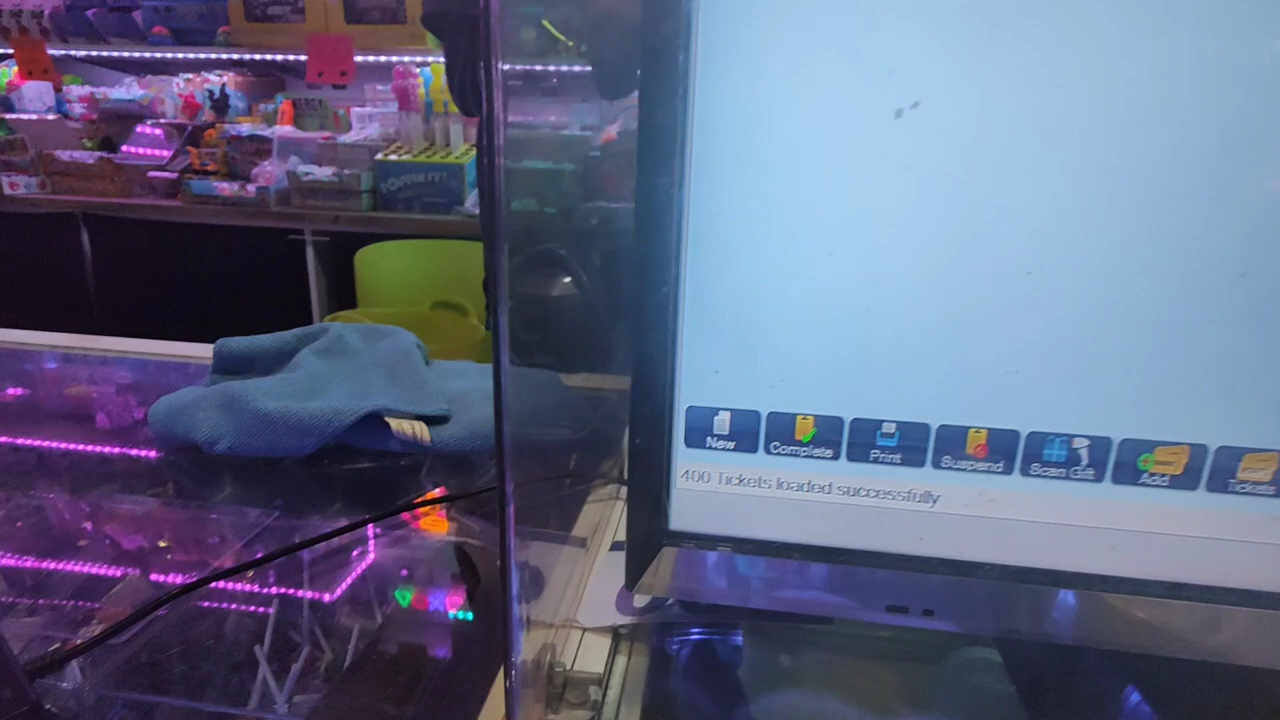 New
Complete
Print
Suspend
Scan Gift
Add
Tickets
400 Tickets loaded successfully